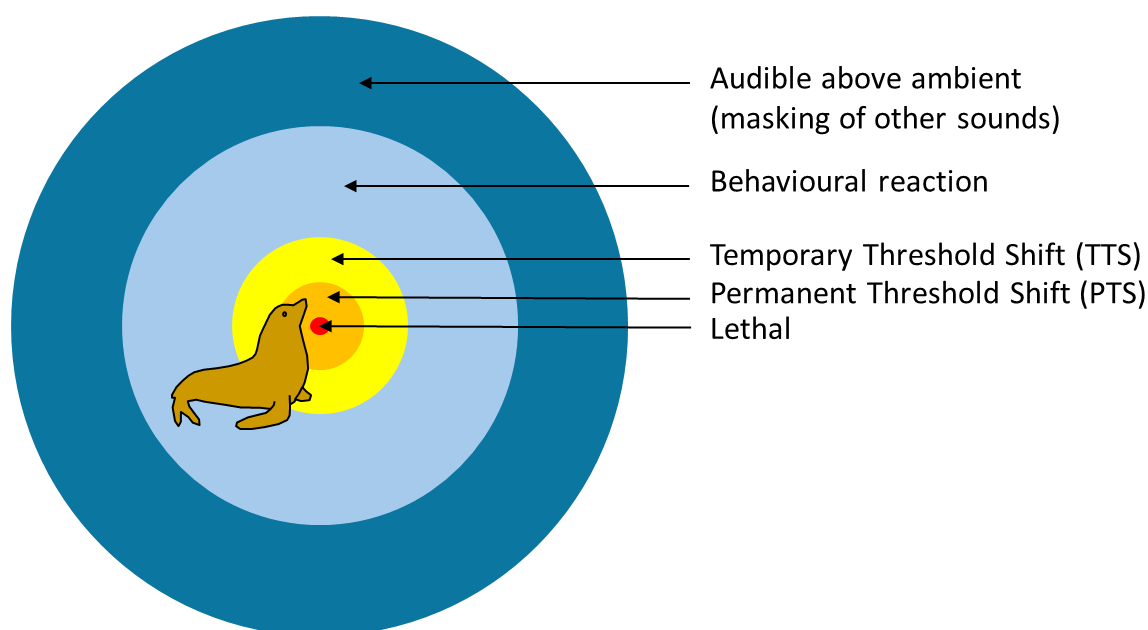 Audible above ambient
(masking of other sounds)
Behavioural reaction
Temporary Threshold Shift (TTS)
Permanent Threshold Shift (PTS)
Lethal